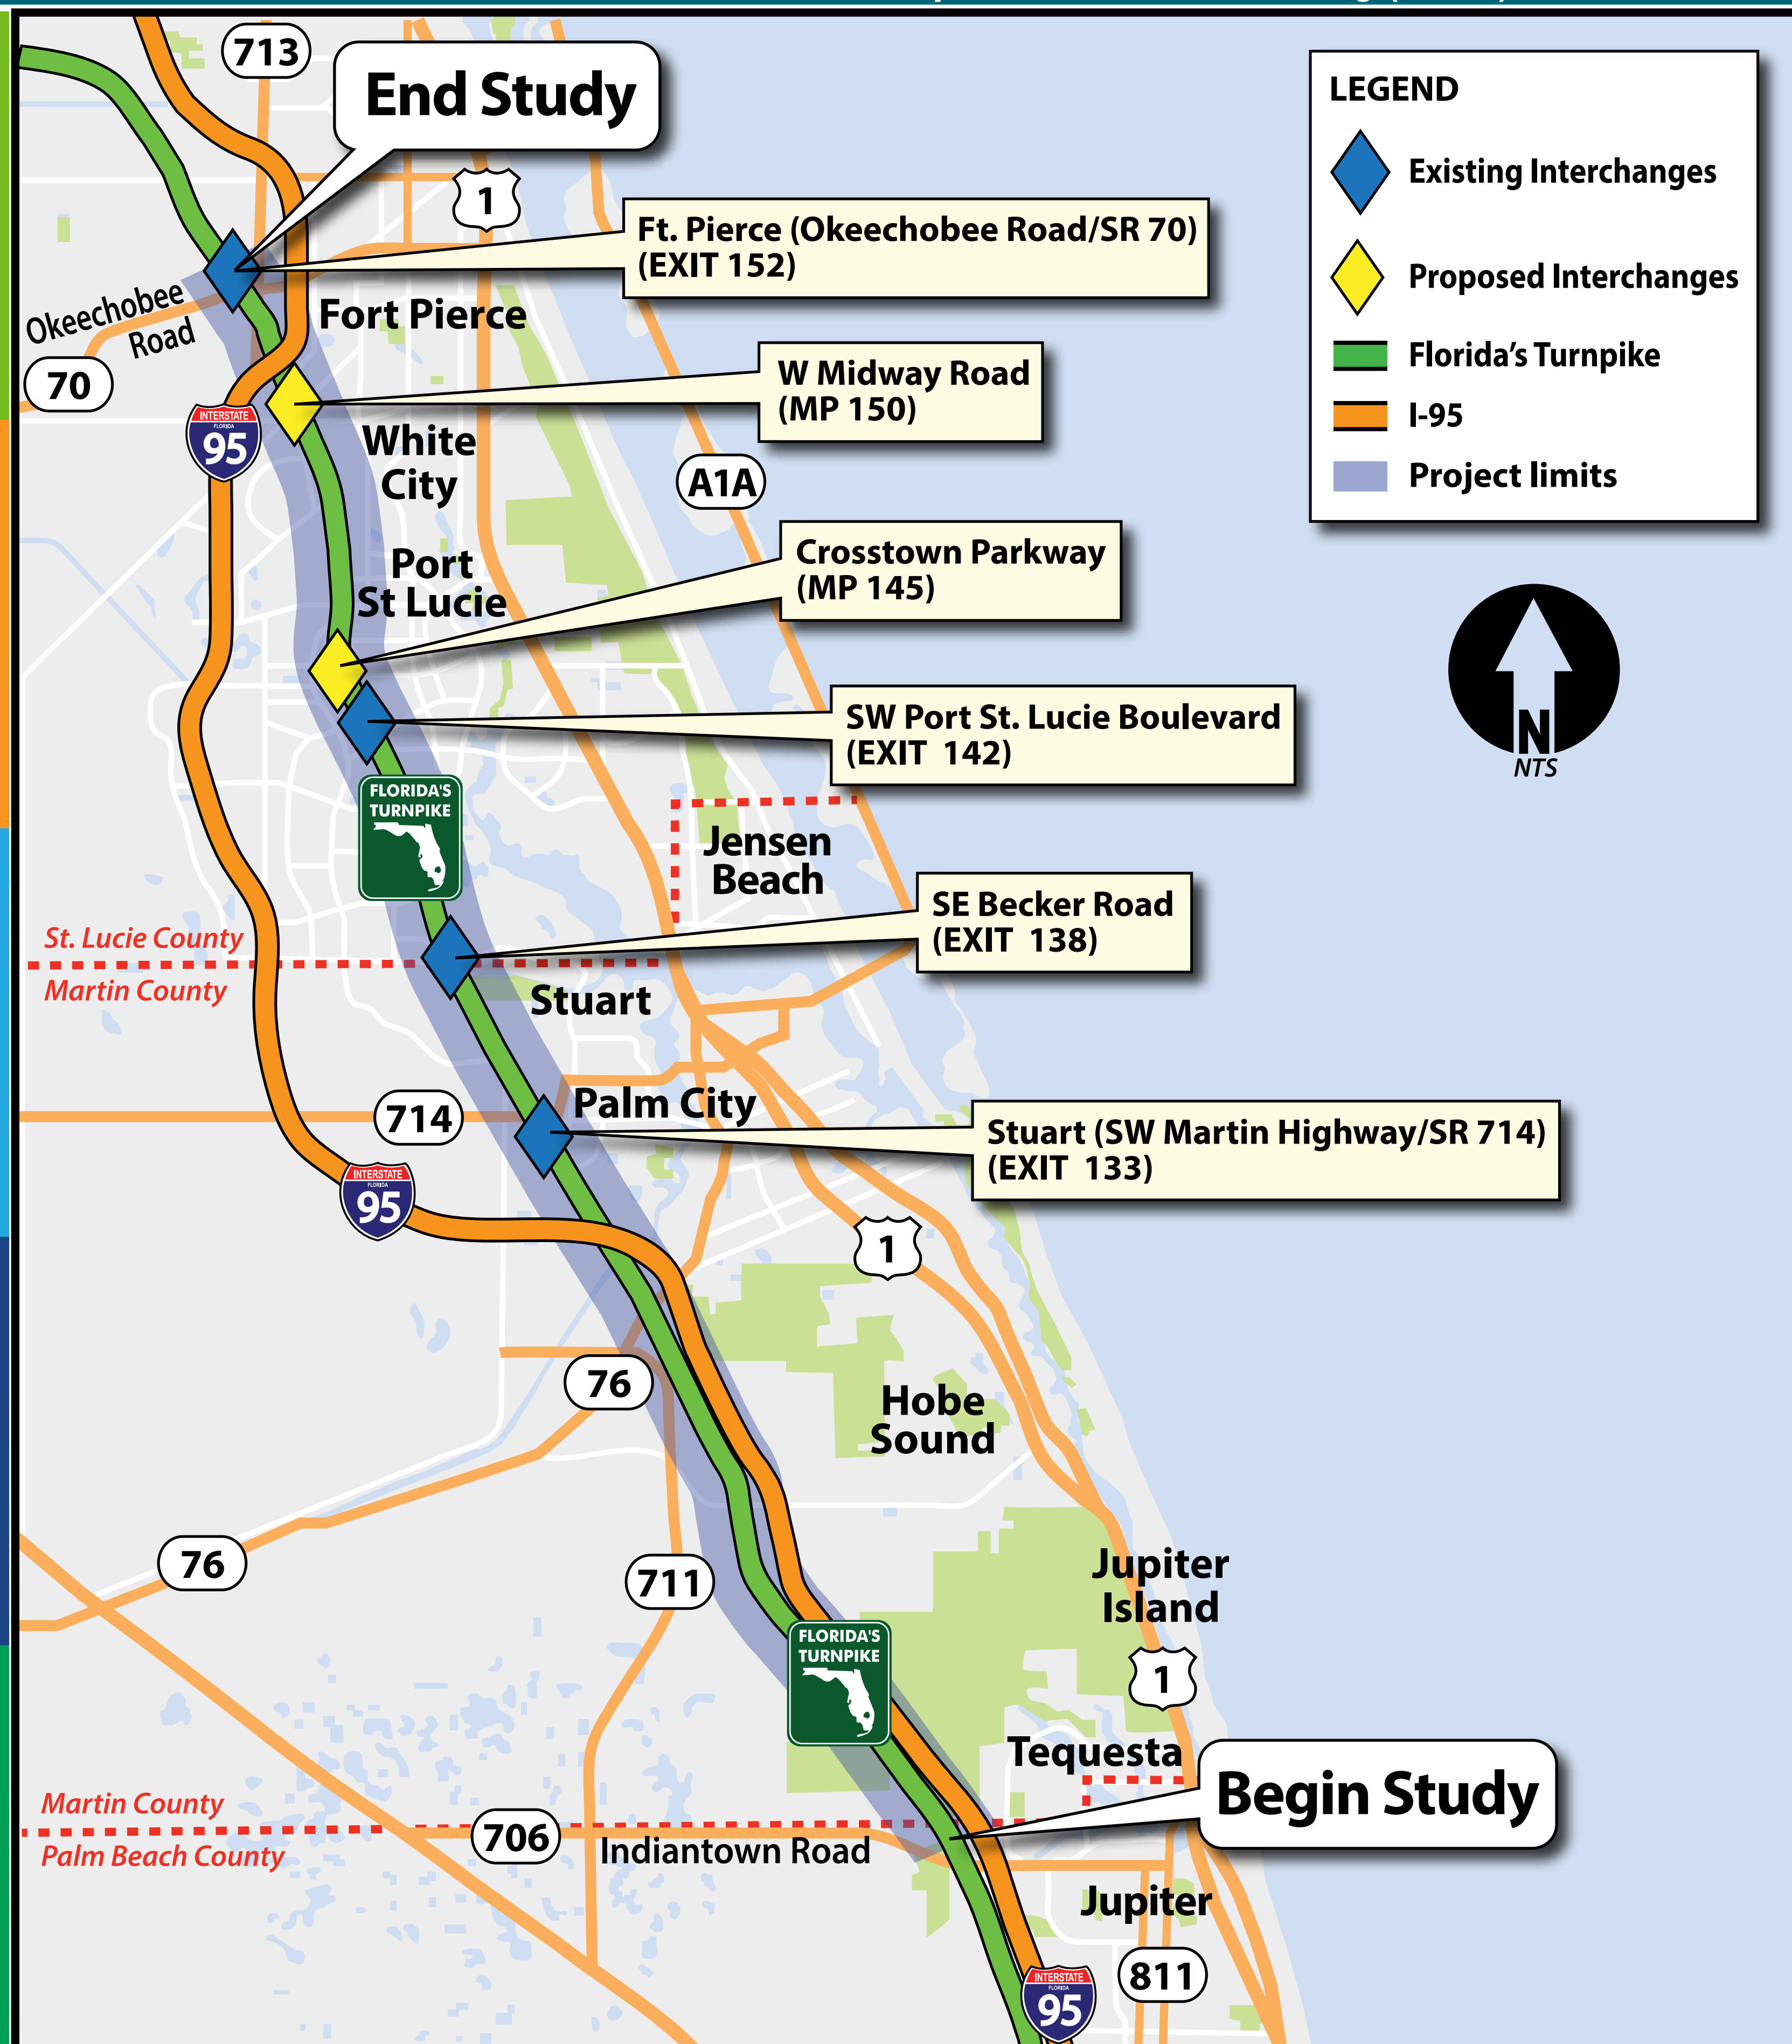 713
End Study
LEGEND
Existing Interchanges
Proposed Interchanges
Florida's Turnpike
I-95
Project limits
1
Ft. Pierce (Okeechobee Road/SR 70)
(EXIT 152)
Okeechobee
Road
Fort Pierce
70
W Midway Road
(MP 150)
INTERSTATE
FLORIDA
95
White
City
A1A
Port
St Lucie
Crosstown Parkway
(MP 145)
N
NTS
SW Port St. Lucie Boulevard
(EXIT 142)
FLORIDA'S
TURNPIKE
Jensen
Beach
SE Becker Road
(EXIT 138)
St. Lucie County
Martin County
Stuart
714
Palm City
Stuart (SW Martin Highway/SR 714)
(EXIT 133)
INTERSTATE
FLORIDA
95
1
76
Hobe
Sound
76
711
Jupiter
Island
FLORIDA'S
TURNPIKE
1
Tequesta
Begin Study
Martin County
Palm Beach County
706
Indiantown Road
Jupiter
811
INTERSTATE
FLORIDA
95